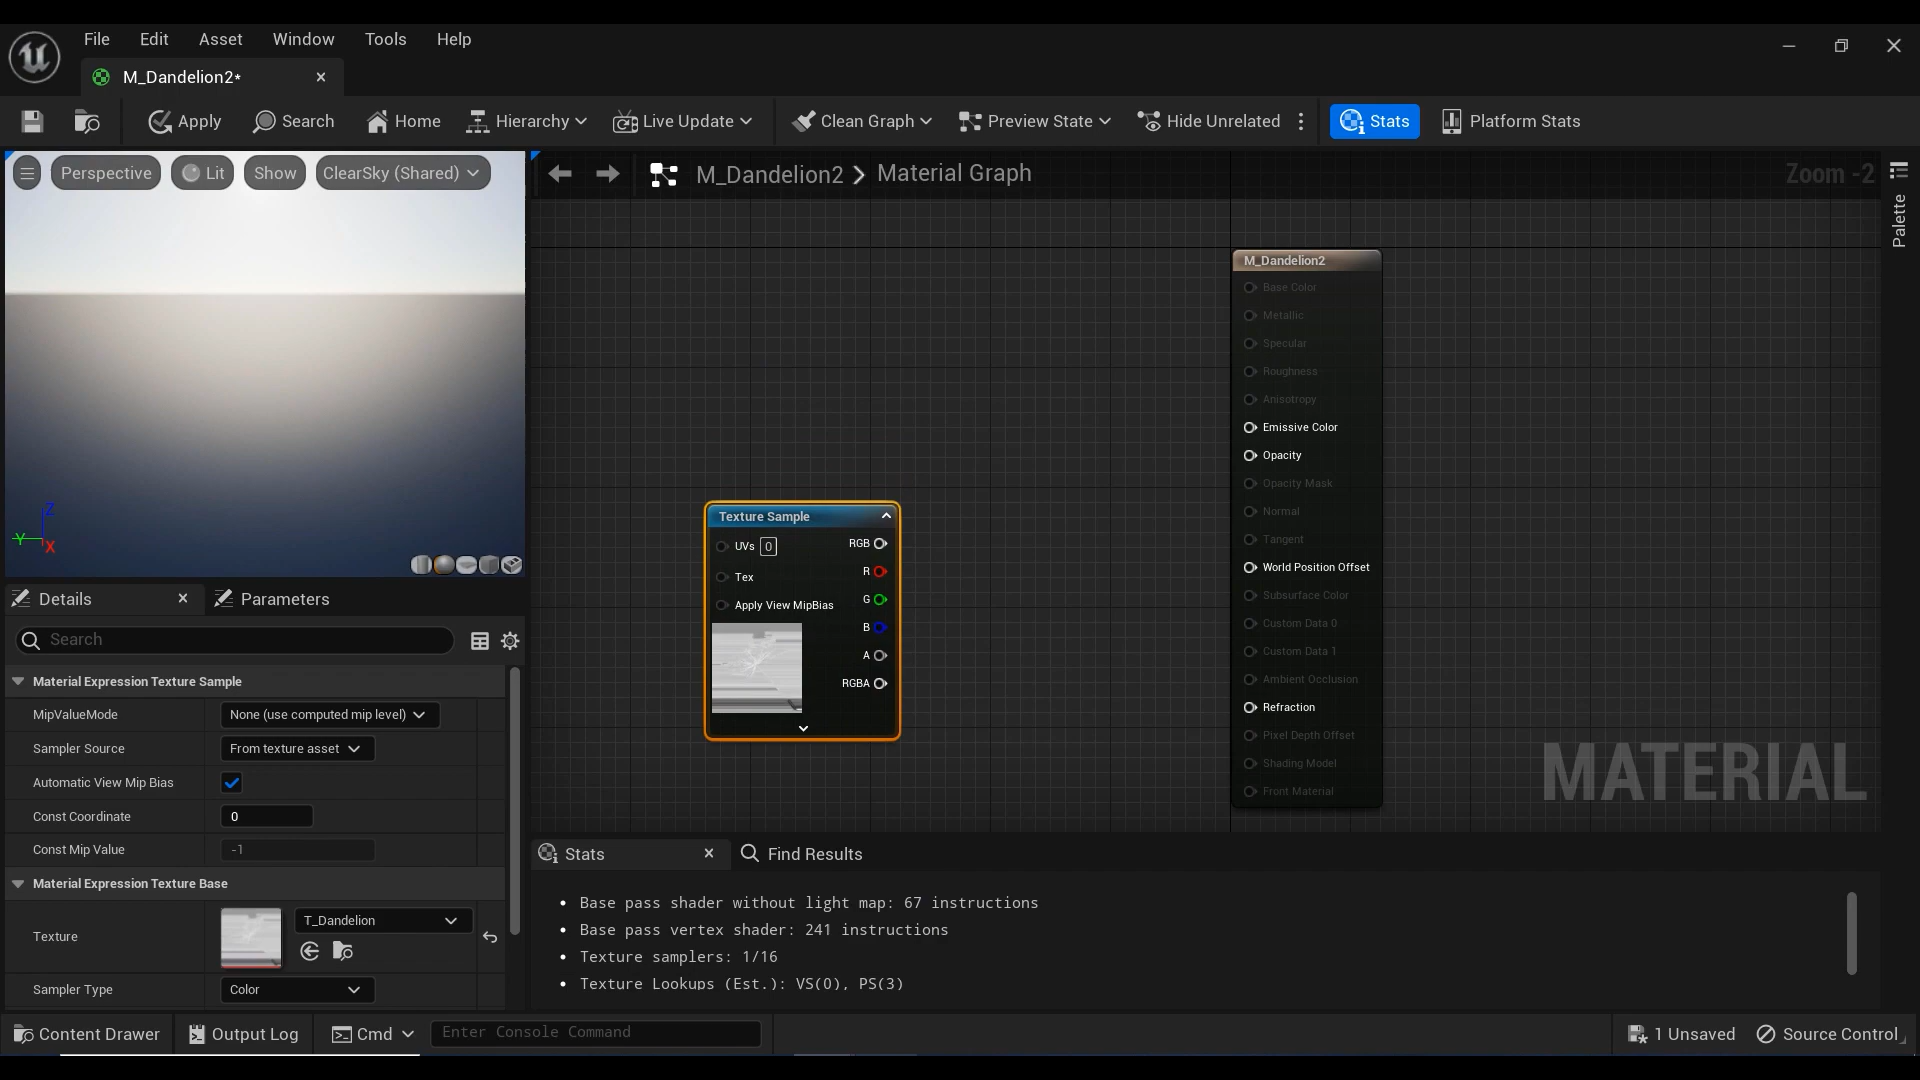 File Edit Asset Window Tools Help
M_Dandelion2*
Apply Search Home Hierarchy Live Update Clean Graph Preview State Hide Unrelated Stats Platform Stats
Perspective Lit Show ClearSky (Shared)
M_Dandelion2 > Material Graph
Zoom -2
Palette
Z
Y
X
M_Dandelion2
Base Color
Metallic
Specular
Roughness
Anisotropy
Emissive Color
Opacity
Opacity Mask
Normal
Tangent
World Position Offset
Subsurface Color
Custom Data 0
Custom Data 1
Ambient Occlusion
Refraction
Pixel Depth Offset
Shading Model
Front Material
Texture Sample
UVs 0 RGB
R
Tex
G
Apply View MipBias
B
A
RGBA
MATERIAL
Details Parameters
Search
Material Expression Texture Sample
MipValueMode None (use computed mip level)
Sampler Source From texture asset
Automatic View Mip Bias
Const Coordinate 0
Const Mip Value -1
Material Expression Texture Base
Texture T_Dandelion
Sampler Type Color
Stats Find Results
• Base pass shader without light map: 67 instructions
• Base pass vertex shader: 241 instructions
• Texture samplers: 1/16
• Texture Lookups (Est.): VS(0), PS(3)
Content Drawer Output Log Cmd Enter Console Command 1 Unsaved Source Control